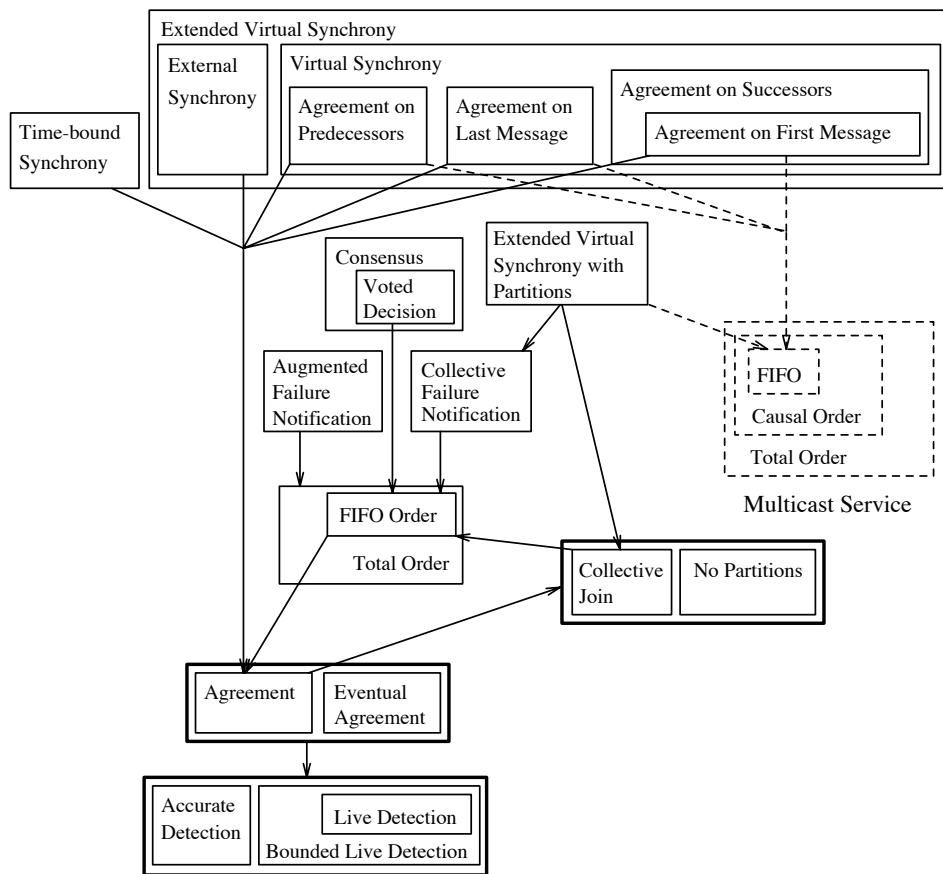 Extended Virtual Synchrony
External
Synchrony
Virtual Synchrony
Agreement on
Predecessors
Agreement on
Last Message
Agreement on Successors
Agreement on First Message
Time-bound
Synchrony
Consensus
Voted
Decision
Extended Virtual
Synchrony with
Partitions
Augmented
Failure
Notification
Collective
Failure
Notification
FIFO
Causal Order
Total Order
Multicast Service
FIFO Order
Total Order
Collective
Join
No Partitions
Agreement
Eventual
Agreement
Accurate
Detection
Live Detection
Bounded Live Detection